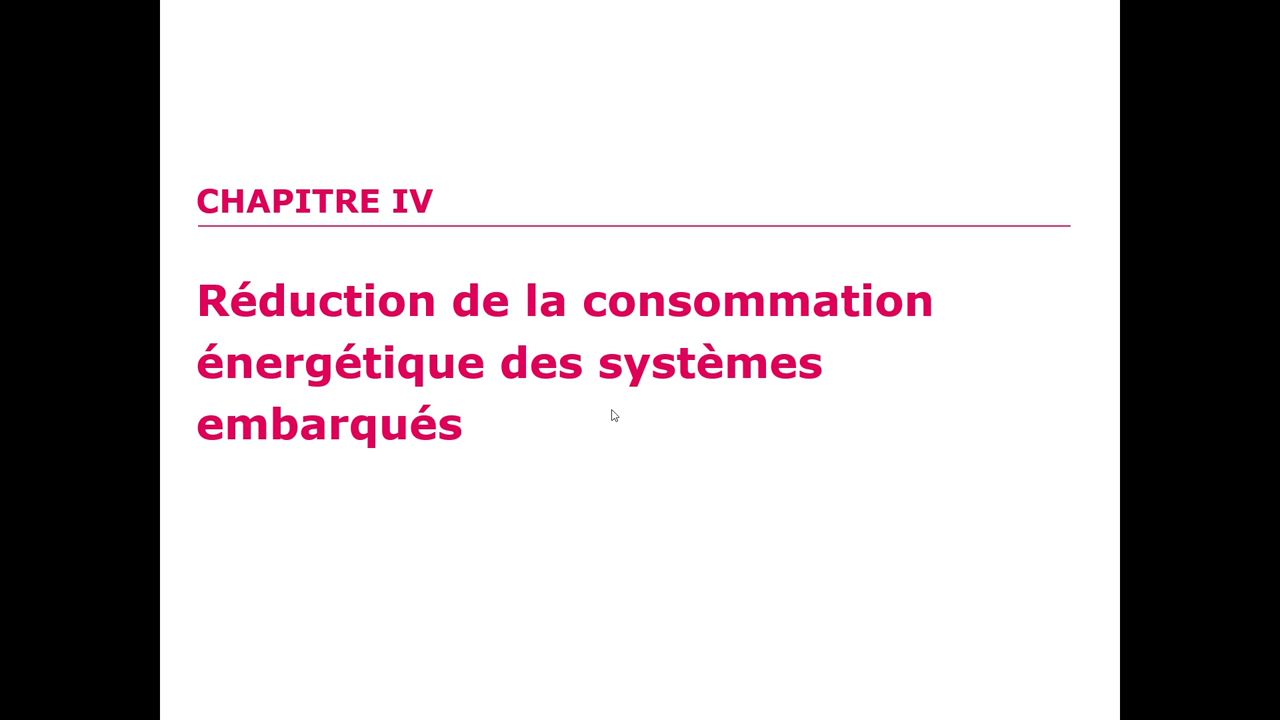 CHAPITRE IV
Réduction de la consommation
énergétique des systèmes
embarqués